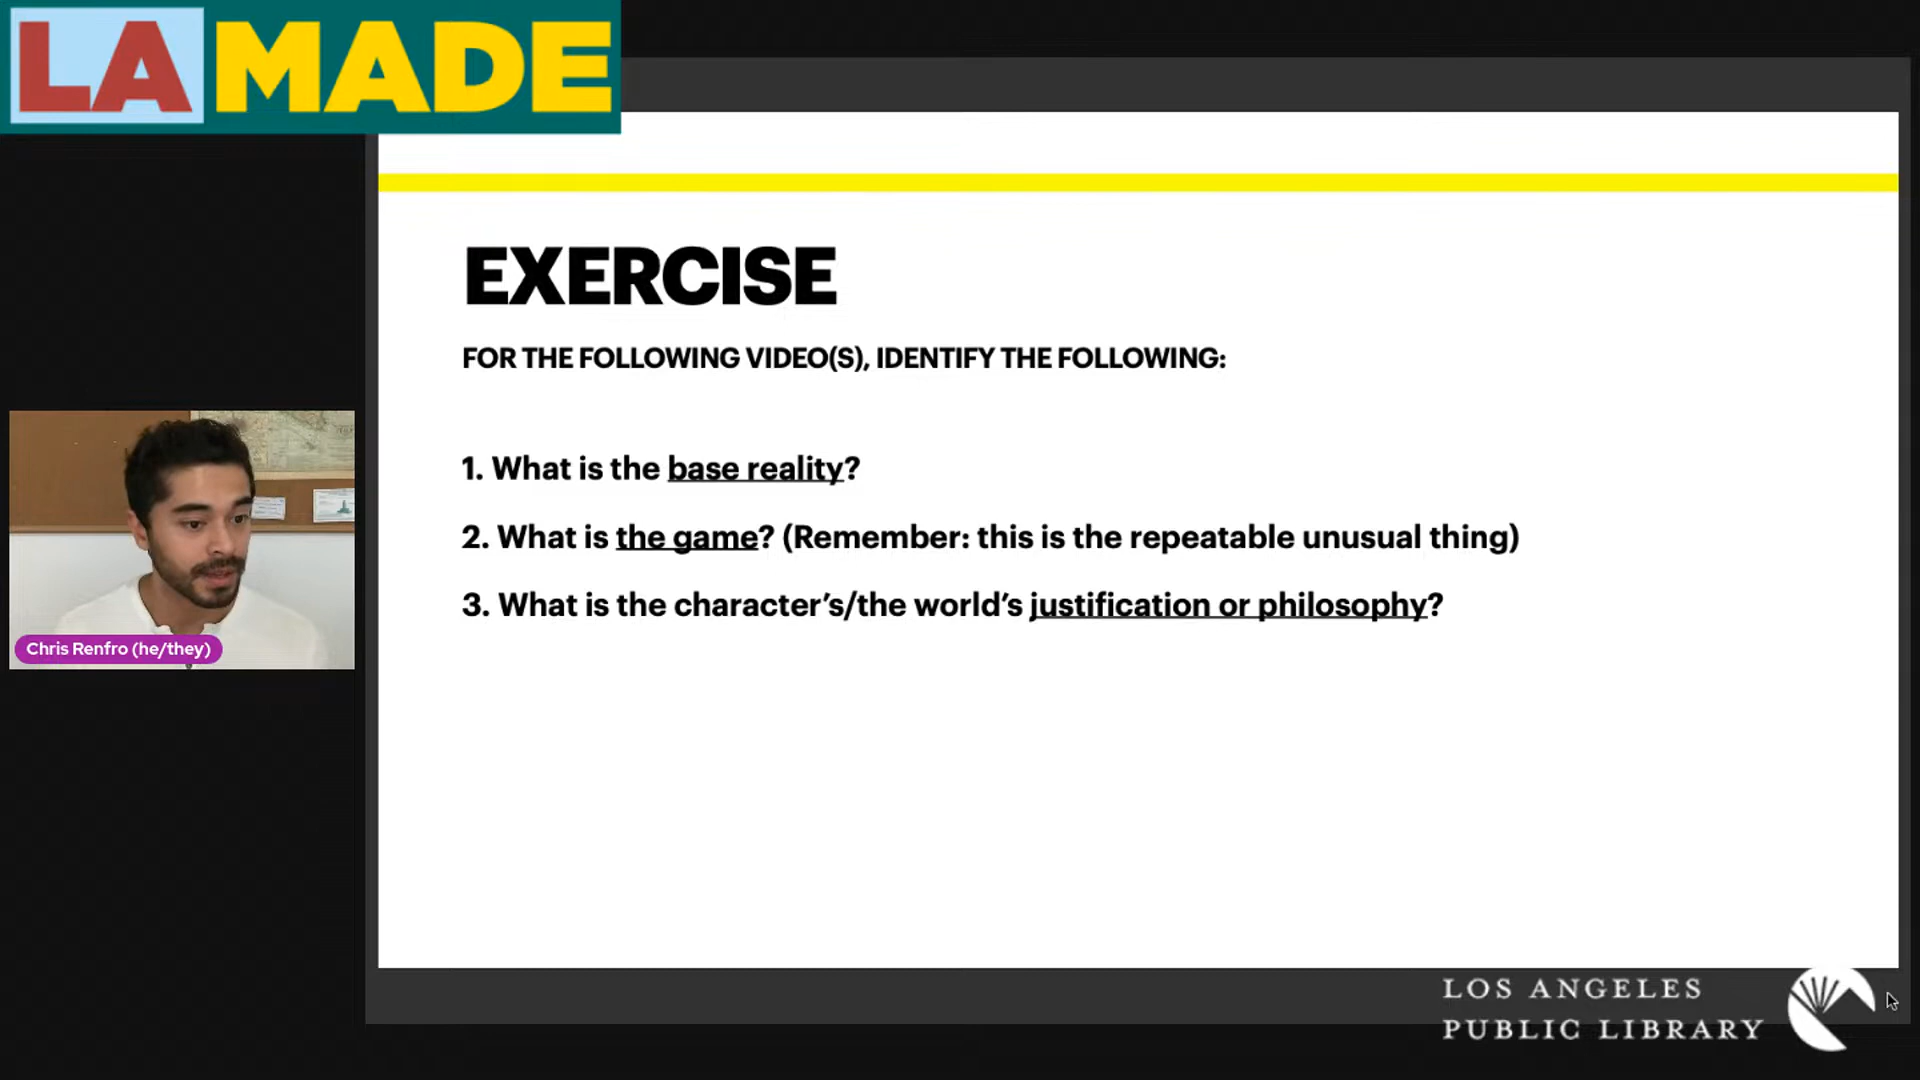 LA MADE
EXERCISE
FOR THE FOLLOWING VIDEO(S), IDENTIFY THE FOLLOWING:
1. What is the base reality?
2. What is the game? (Remember: this is the repeatable unusual thing)
3. What is the character’s/the world’s justification or philosophy?
Chris Renfro (he/they)
LOS ANGELES
PUBLIC LIBRARY